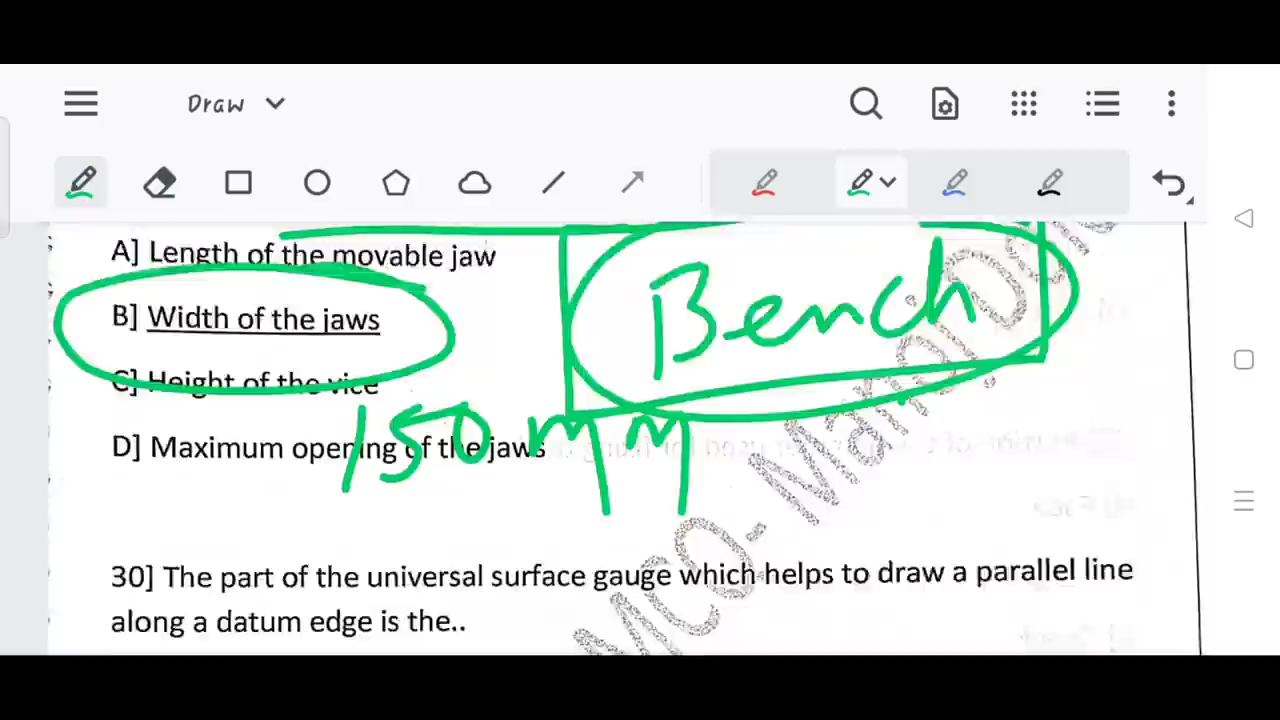 Draw
A] Length of the movable jaw
B] Width of the jaws
Bench
C] Height of the vice
150 mm
D] Maximum opening of the jaws
30] The part of the universal surface gauge which helps to draw a parallel line
along a datum edge is the..